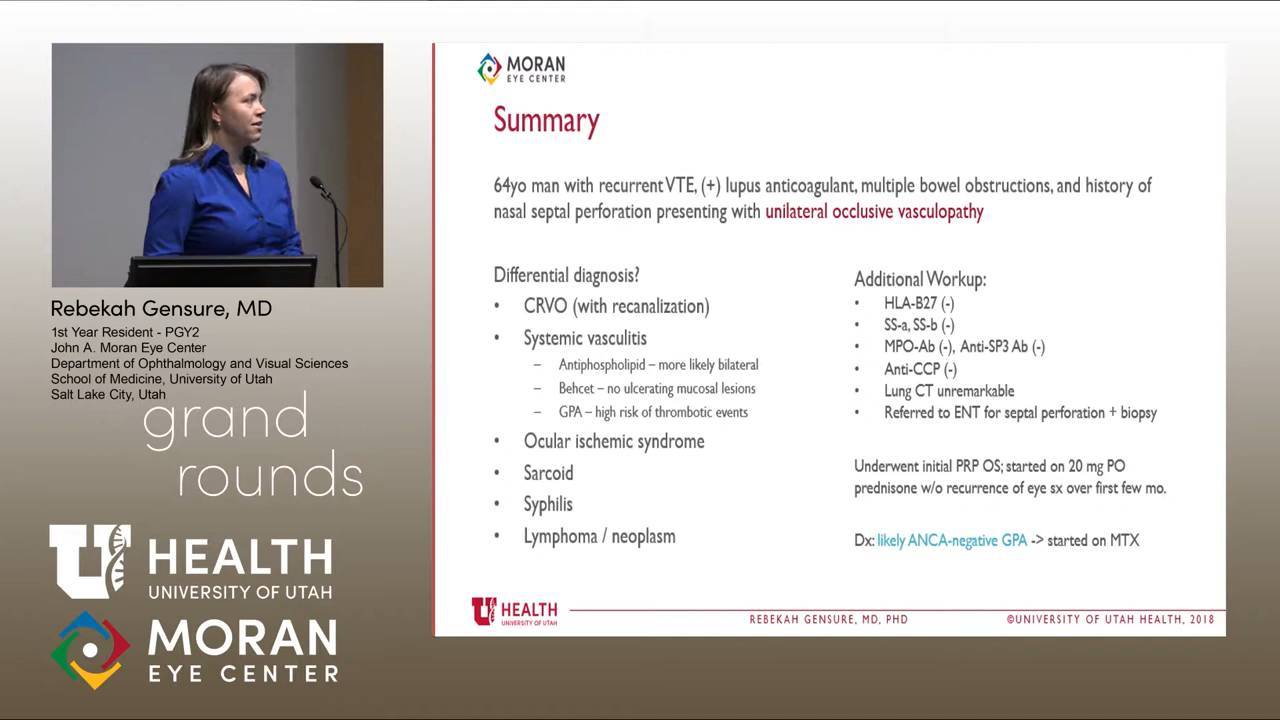 Rebekah Gensure, MD
1st Year Resident - PGY2
John A. Moran Eye Center
Department of Ophthalmology and Visual Sciences
School of Medicine, University of Utah
Salt Lake City, Utah
grand
rounds
U HEALTH
UNIVERSITY OF UTAH
MORAN
EYE CENTER
MORAN
EYE CENTER
Summary
64yo man with recurrent VTE, (+) lupus anticoagulant, multiple bowel obstructions, and history of
nasal septal perforation presenting with unilateral occlusive vasculopathy
Differential diagnosis?
• CRVO (with recanalization)
• Systemic vasculitis
– Antiphospholipid – more likely bilateral
– Behcet – no ulcerating mucosal lesions
– GPA – high risk of thrombotic events
• Ocular ischemic syndrome
• Sarcoid
• Syphilis
• Lymphoma / neoplasm
Additional Workup:
• HLA-B27 (-)
• SS-a, SS-b (-)
• MPO-Ab (-), Anti-SP3 Ab (-)
• Anti-CCP (-)
• Lung CT unremarkable
• Referred to ENT for septal perforation + biopsy
Underwent initial PRP OS; started on 20 mg PO
prednisone w/o recurrence of eye sx over first few mo.
Dx: likely ANCA-negative GPA -> started on MTX
U HEALTH
UNIVERSITY OF UTAH
REBEKAH GENSURE, MD, PHD
©UNIVERSITY OF UTAH HEALTH, 2018